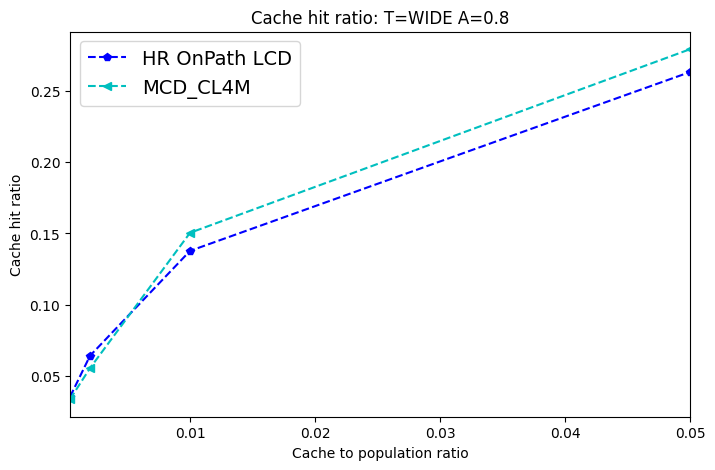 Cache hit ratio: T=WIDE A=0.8
HR OnPath LCD
MCD_CL4M
Cache hit ratio
0.25
0.20
0.15
0.10
0.05
0.01 0.02 0.03 0.04 0.05
Cache to population ratio